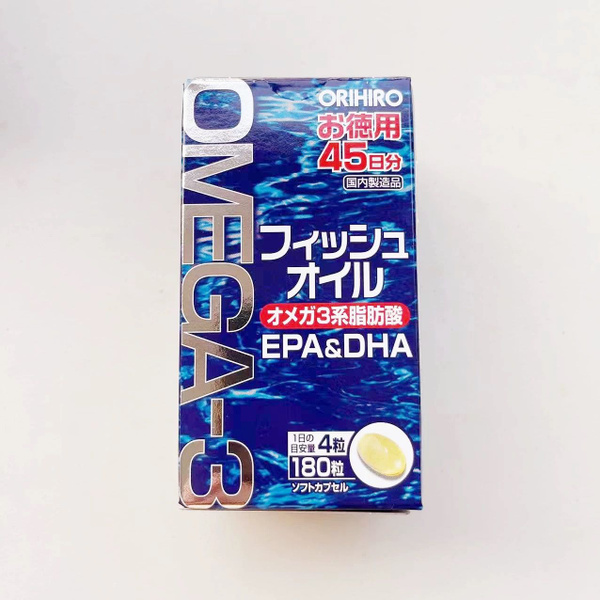 OMEGA-3
ORIHIRO
お徳用
45日分
国内製造品
フィッシュ
オイル
オメガ3系脂肪酸
EPA&DHA
1日の
目安量 4粒
180粒
ソフトカプセル